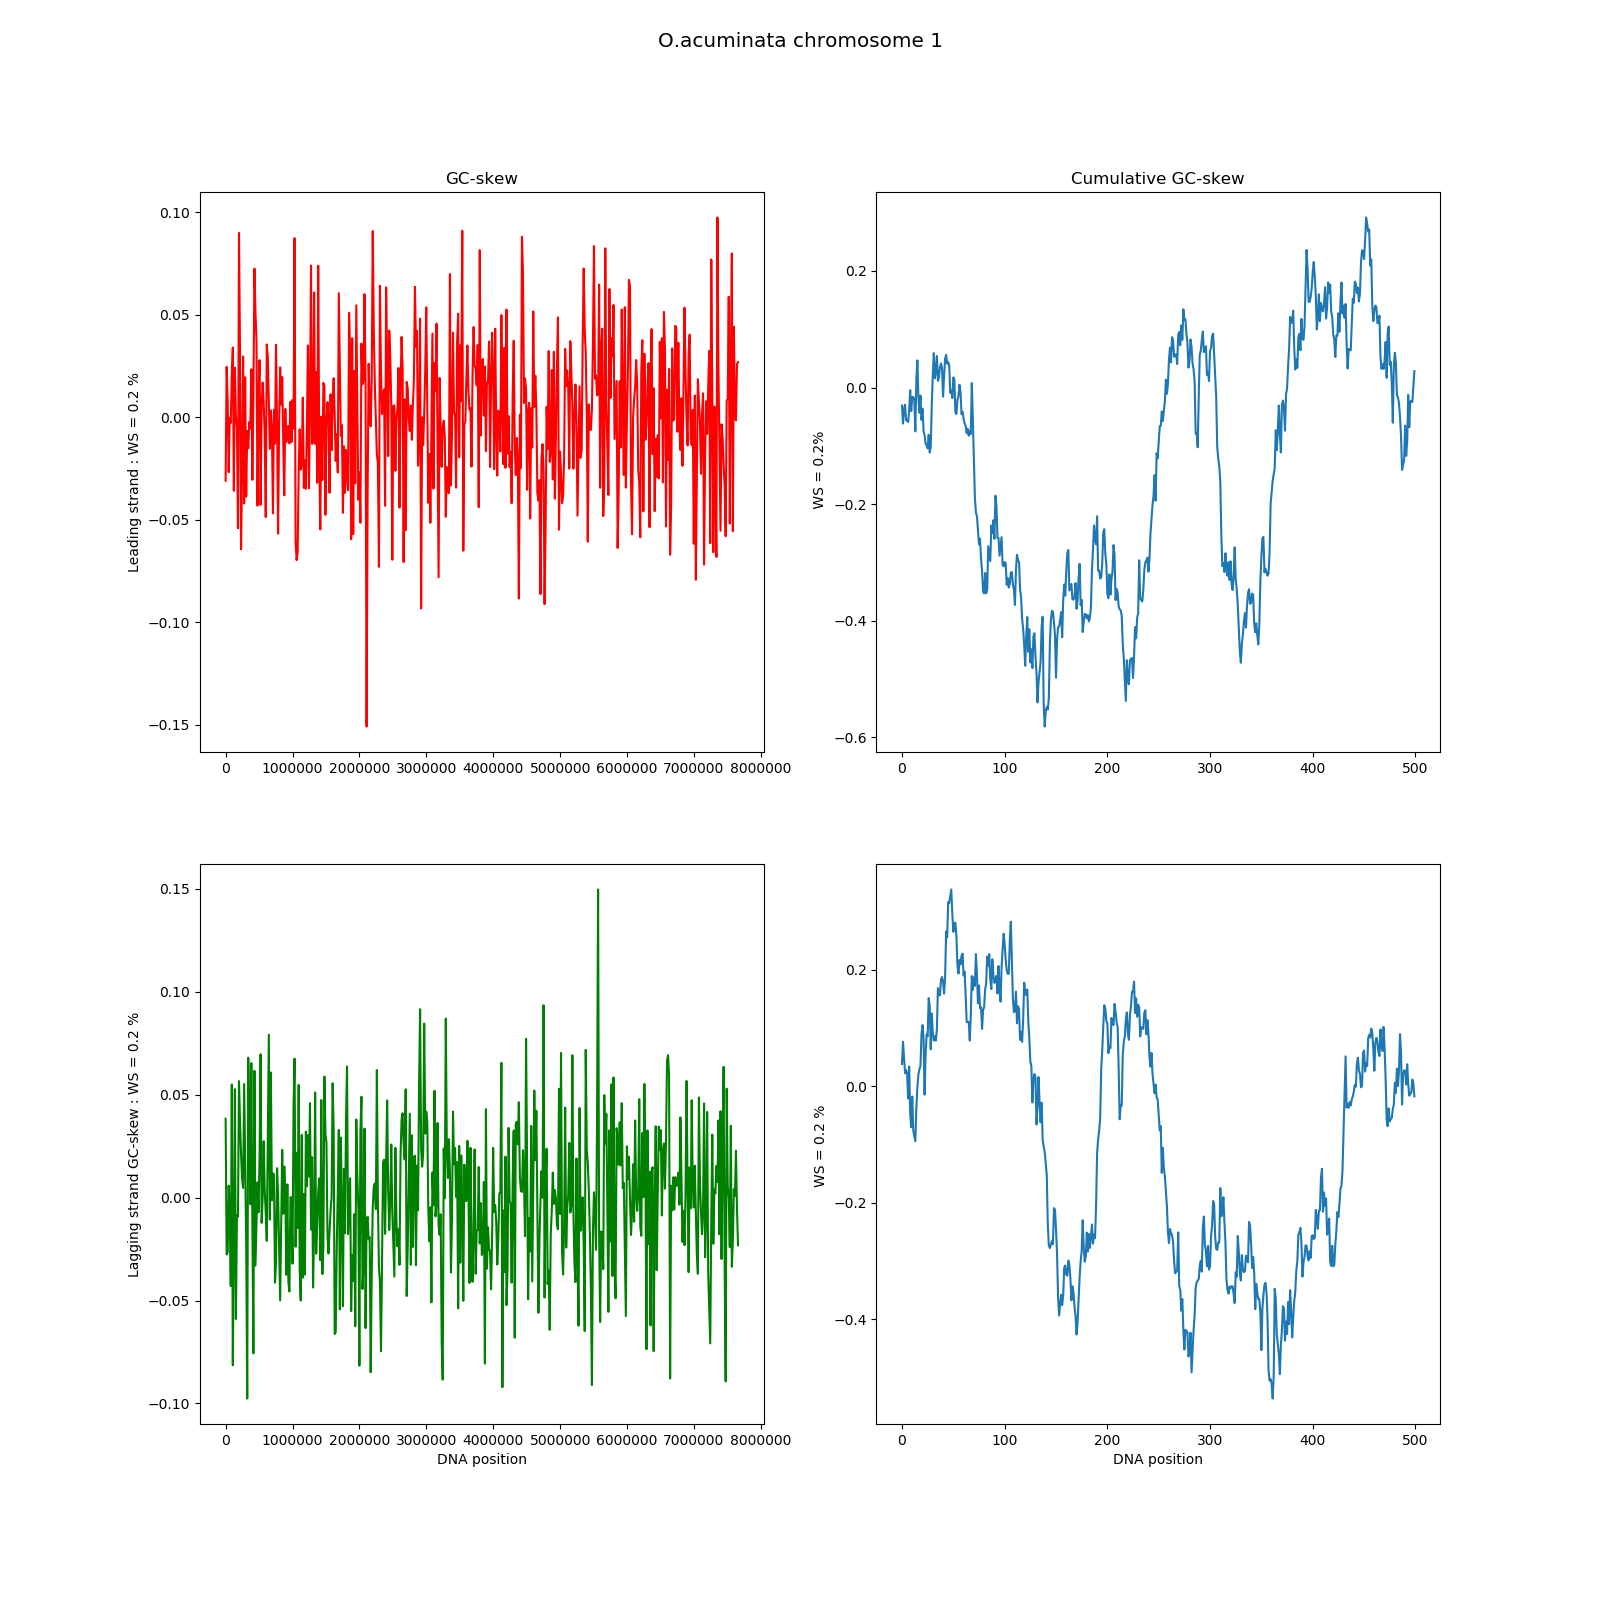 O.acuminata chromosome 1
GC-skew
Leading strand : WS = 0.2 %
0.10
0.05
0.00
−0.05
−0.10
−0.15
0 1000000 2000000 3000000 4000000 5000000 6000000 7000000 8000000
Cumulative GC-skew
WS = 0.2%
0.2
0.0
−0.2
−0.4
−0.6
0 100 200 300 400 500
Lagging strand GC-skew : WS = 0.2 %
0.15
0.10
0.05
0.00
−0.05
−0.10
0 1000000 2000000 3000000 4000000 5000000 6000000 7000000 8000000
DNA position
WS = 0.2 %
0.2
0.0
−0.2
−0.4
0 100 200 300 400 500
DNA position